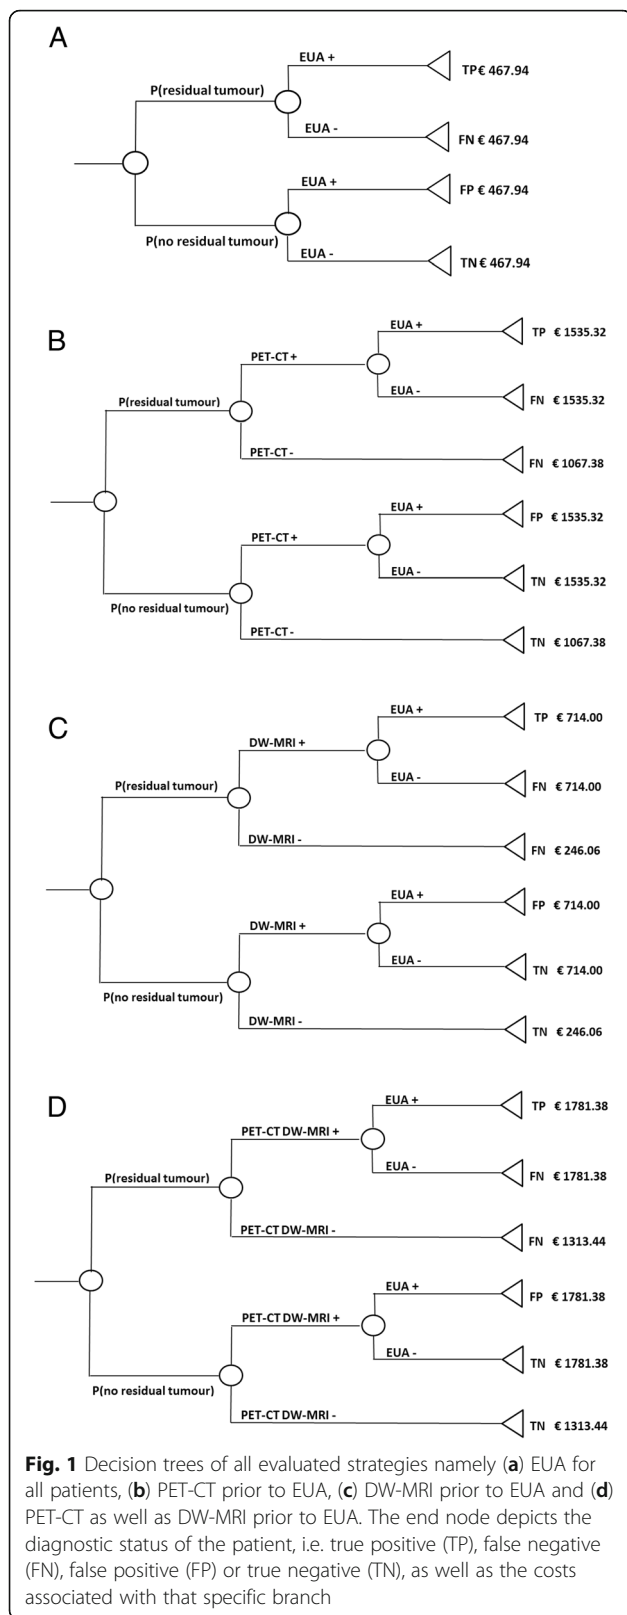 A
EUA +
TP € 467.94
P(residual tumour)
EUA -
FN € 467.94
EUA +
FP € 467.94
P(no residual tumour)
EUA -
TN € 467.94
B
EUA +
TP € 1535.32
PET-CT +
EUA -
FN € 1535.32
P(residual tumour)
PET-CT -
FN € 1067.38
EUA +
FP € 1535.32
PET-CT +
EUA -
TN € 1535.32
P(no residual tumour)
PET-CT -
TN € 1067.38
C
EUA +
TP € 714.00
DW-MRI +
EUA -
FN € 714.00
P(residual tumour)
DW-MRI -
FN € 246.06
EUA +
FP € 714.00
DW-MRI +
EUA -
TN € 714.00
P(no residual tumour)
DW-MRI -
TN € 246.06
D
EUA +
TP € 1781.38
PET-CT DW-MRI +
EUA -
FN € 1781.38
P(residual tumour)
PET-CT DW-MRI -
FN € 1313.44
EUA +
FP € 1781.38
PET-CT DW-MRI +
EUA -
TN € 1781.38
P(no residual tumour)
PET-CT DW-MRI -
TN € 1313.44
Fig. 1 Decision trees of all evaluated strategies namely (a) EUA for
all patients, (b) PET-CT prior to EUA, (c) DW-MRI prior to EUA and (d)
PET-CT as well as DW-MRI prior to EUA. The end node depicts the
diagnostic status of the patient, i.e. true positive (TP), false negative
(FN), false positive (FP) or true negative (TN), as well as the costs
associated with that specific branch